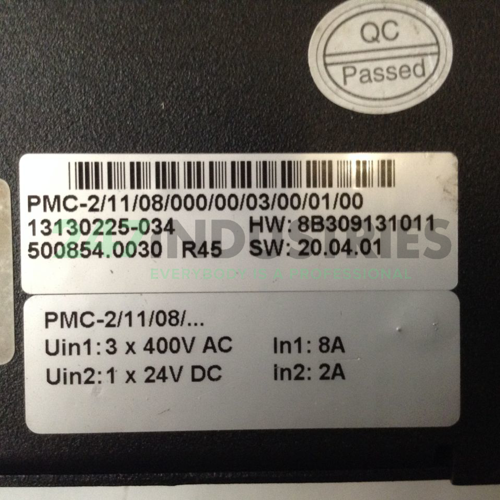 QC
Passed
PMC-2/11/08/000/00/03/00/01/00
13130225-034 HW: 8B309131011
500854.0030 R45 SW: 20.04.01
INDUSTRIES
PMC-2/11/08/...
Uin1: 3 x 400V AC In1: 8A
Uin2: 1 x 24V DC in2: 2A